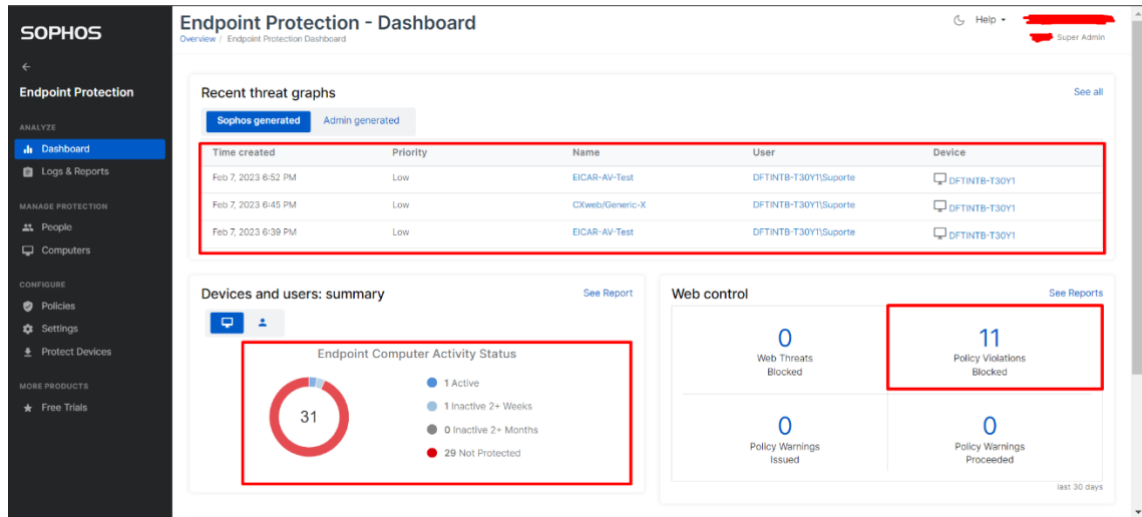 SOPHOS
Endpoint Protection
ANALYZE
Dashboard
Logs & Reports
MANAGE PROTECTION
People
Computers
CONFIGURE
Policies
Settings
Protect Devices
MORE PRODUCTS
Free Trials
Endpoint Protection - Dashboard
Overview / Endpoint Protection Dashboard
Help
Super Admin
Recent threat graphs
See all
Sophos generated Admin generated
Time created Priority Name User Device
Feb 7, 2023 6:52 PM Low EICAR-AV-Test DFTINTB-T30Y1\Suporte DFTINTB-T30Y1
Feb 7, 2023 6:45 PM Low CXweb/Generic-X DFTINTB-T30Y1\Suporte DFTINTB-T30Y1
Feb 7, 2023 6:39 PM Low EICAR-AV-Test DFTINTB-T30Y1\Suporte DFTINTB-T30Y1
Devices and users: summary
See Report
Endpoint Computer Activity Status
31
1 Active
1 Inactive 2+ Weeks
0 Inactive 2+ Months
29 Not Protected
Web control
See Reports
0
Web Threats
Blocked
11
Policy Violations
Blocked
0
Policy Warnings
Issued
0
Policy Warnings
Proceeded
last 30 days